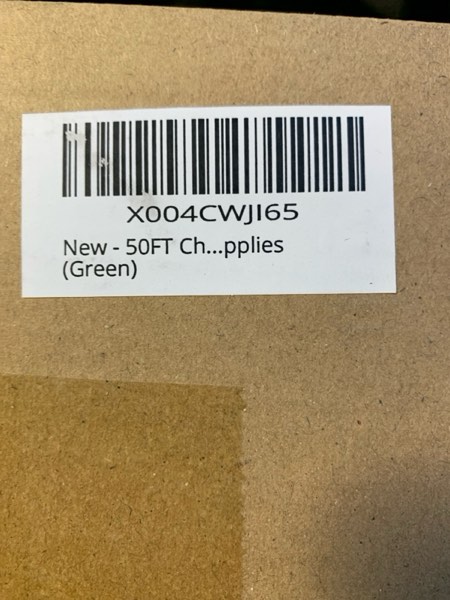 X004CWJI65
New - 50FT Ch...pplies
(Green)